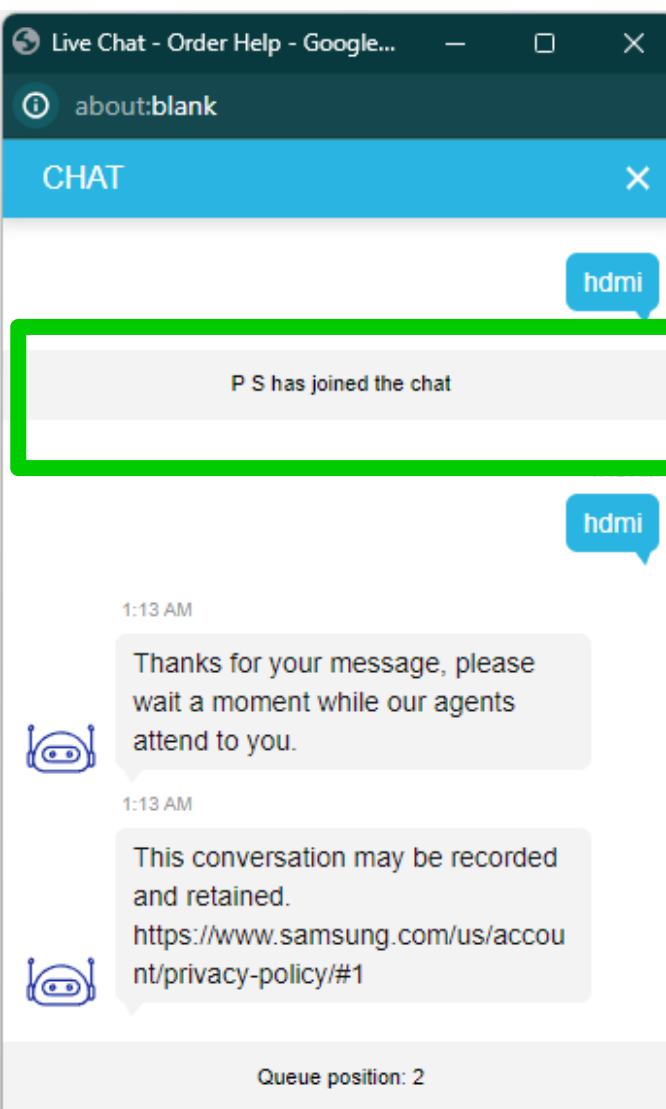 Live Chat - Order Help - Google...
about:blank
CHAT
hdmi
P S has joined the chat
hdmi
1:13 AM
Thanks for your message, please
wait a moment while our agents
attend to you.
1:13 AM
This conversation may be recorded
and retained.
https://www.samsung.com/us/accou
nt/privacy-policy/#1
Queue position: 2